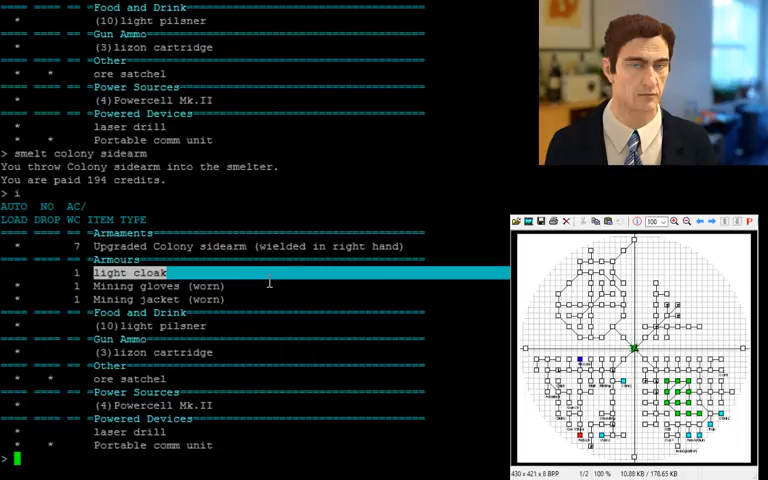 ==== ==== == =Food and Drink=
* (10)light pilsner
==== ==== == =Gun Ammo=
* (3)lizon cartridge
==== ==== == =Other=
* * ore satchel
==== ==== == =Power Sources=
* (4)Powercell Mk.II
==== ==== == =Powered Devices=
* laser drill
* * Portable comm unit
> smelt colony sidearm
You throw Colony sidearm into the smelter.
You are paid 194 credits.
> i
AUTO NO AC/
LOAD DROP WC ITEM TYPE
==== ==== == =Armaments=
* 7 Upgraded Colony sidearm (wielded in right hand)
==== ==== == =Armours=
1 light cloak
* 1 Mining gloves (worn)
* 1 Mining jacket (worn)
==== ==== == =Food and Drink=
* (10)light pilsner
==== ==== == =Gun Ammo=
* (3)lizon cartridge
==== ==== == =Other=
* * ore satchel
==== ==== == =Power Sources=
* (4)Powercell Mk.II
==== ==== == =Powered Devices=
* laser drill
* * Portable comm unit
>
100
430 x 421 x 8 BPP 1/2 100 % 10.88 KB / 178.65 KB